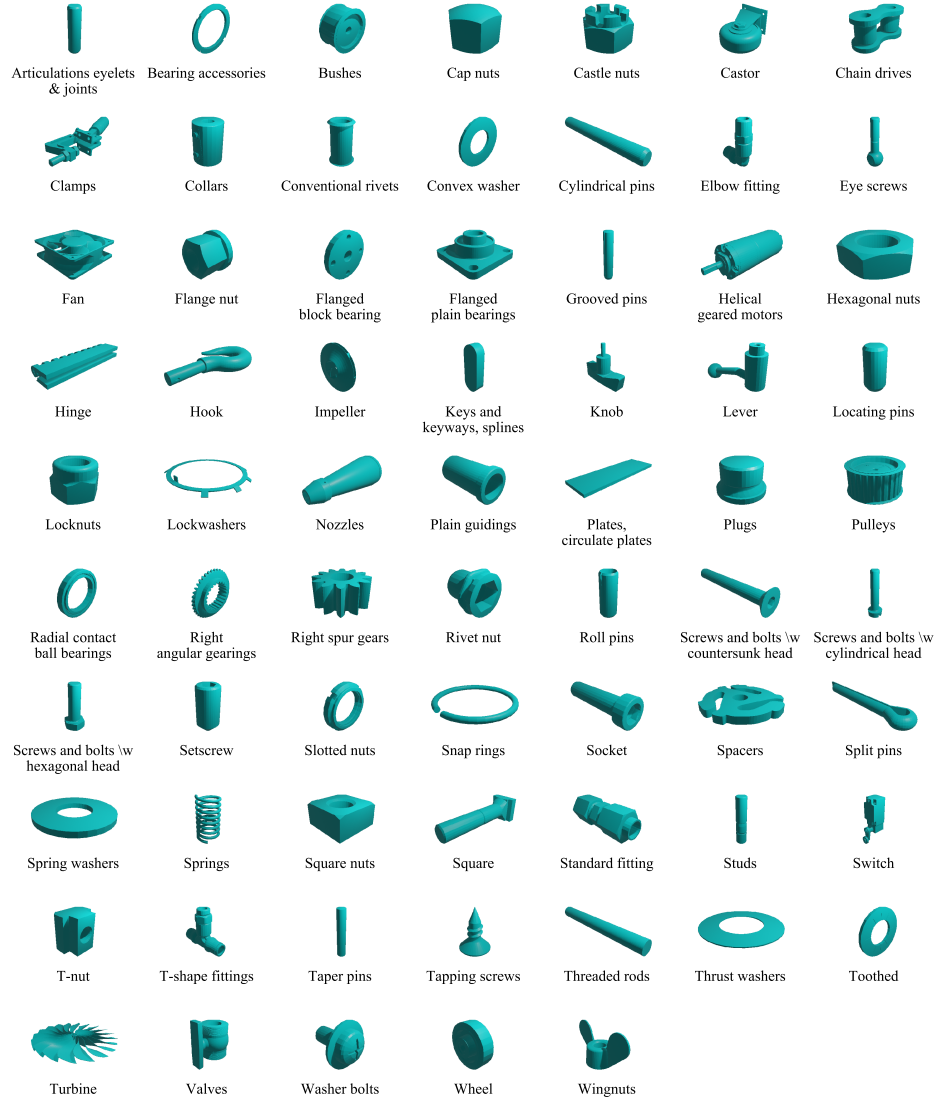 Articulations eyelets
& joints
Bearing accessories
Bushes
Cap nuts
Castle nuts
Castor
Chain drives
Clamps
Collars
Conventional rivets
Convex washer
Cylindrical pins
Elbow fitting
Eye screws
Fan
Flange nut
Flanged
block bearing
Flanged
plain bearings
Grooved pins
Helical
geared motors
Hexagonal nuts
Hinge
Hook
Impeller
Keys and
keyways, splines
Knob
Lever
Locating pins
Locknuts
Lockwashers
Nozzles
Plain guidings
Plates,
circulate plates
Plugs
Pulleys
Radial contact
ball bearings
Right
angular gearings
Right spur gears
Rivet nut
Roll pins
Screws and bolts \w
countersunk head
Screws and bolts \w
cylindrical head
Screws and bolts \w
hexagonal head
Setscrew
Slotted nuts
Snap rings
Socket
Spacers
Split pins
Spring washers
Springs
Square nuts
Square
Standard fitting
Studs
Switch
T-nut
T-shape fittings
Taper pins
Tapping screws
Threaded rods
Thrust washers
Toothed
Turbine
Valves
Washer bolts
Wheel
Wingnuts